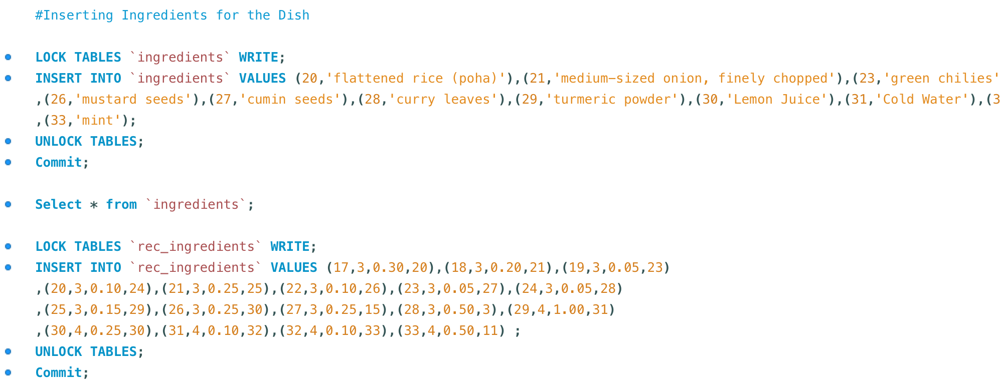 #Inserting Ingredients for the Dish
LOCK TABLES `ingredients` WRITE;
INSERT INTO `ingredients` VALUES (20,'flattened rice (poha)'),(21,'medium-sized onion, finely chopped'),(23,'green chilies'
,(26,'mustard seeds'),(27,'cumin seeds'),(28,'curry leaves'),(29,'turmeric powder'),(30,'Lemon Juice'),(31,'Cold Water'),(3
,(33,'mint');
UNLOCK TABLES;
Commit;
Select * from `ingredients`;
LOCK TABLES `rec_ingredients` WRITE;
INSERT INTO `rec_ingredients` VALUES (17,3,0.30,20),(18,3,0.20,21),(19,3,0.05,23)
,(20,3,0.10,24),(21,3,0.25,25),(22,3,0.10,26),(23,3,0.05,27),(24,3,0.05,28)
,(25,3,0.15,29),(26,3,0.25,30),(27,3,0.25,15),(28,3,0.50,3),(29,4,1.00,31)
,(30,4,0.25,30),(31,4,0.10,32),(32,4,0.10,33),(33,4,0.50,11) ;
UNLOCK TABLES;
Commit;